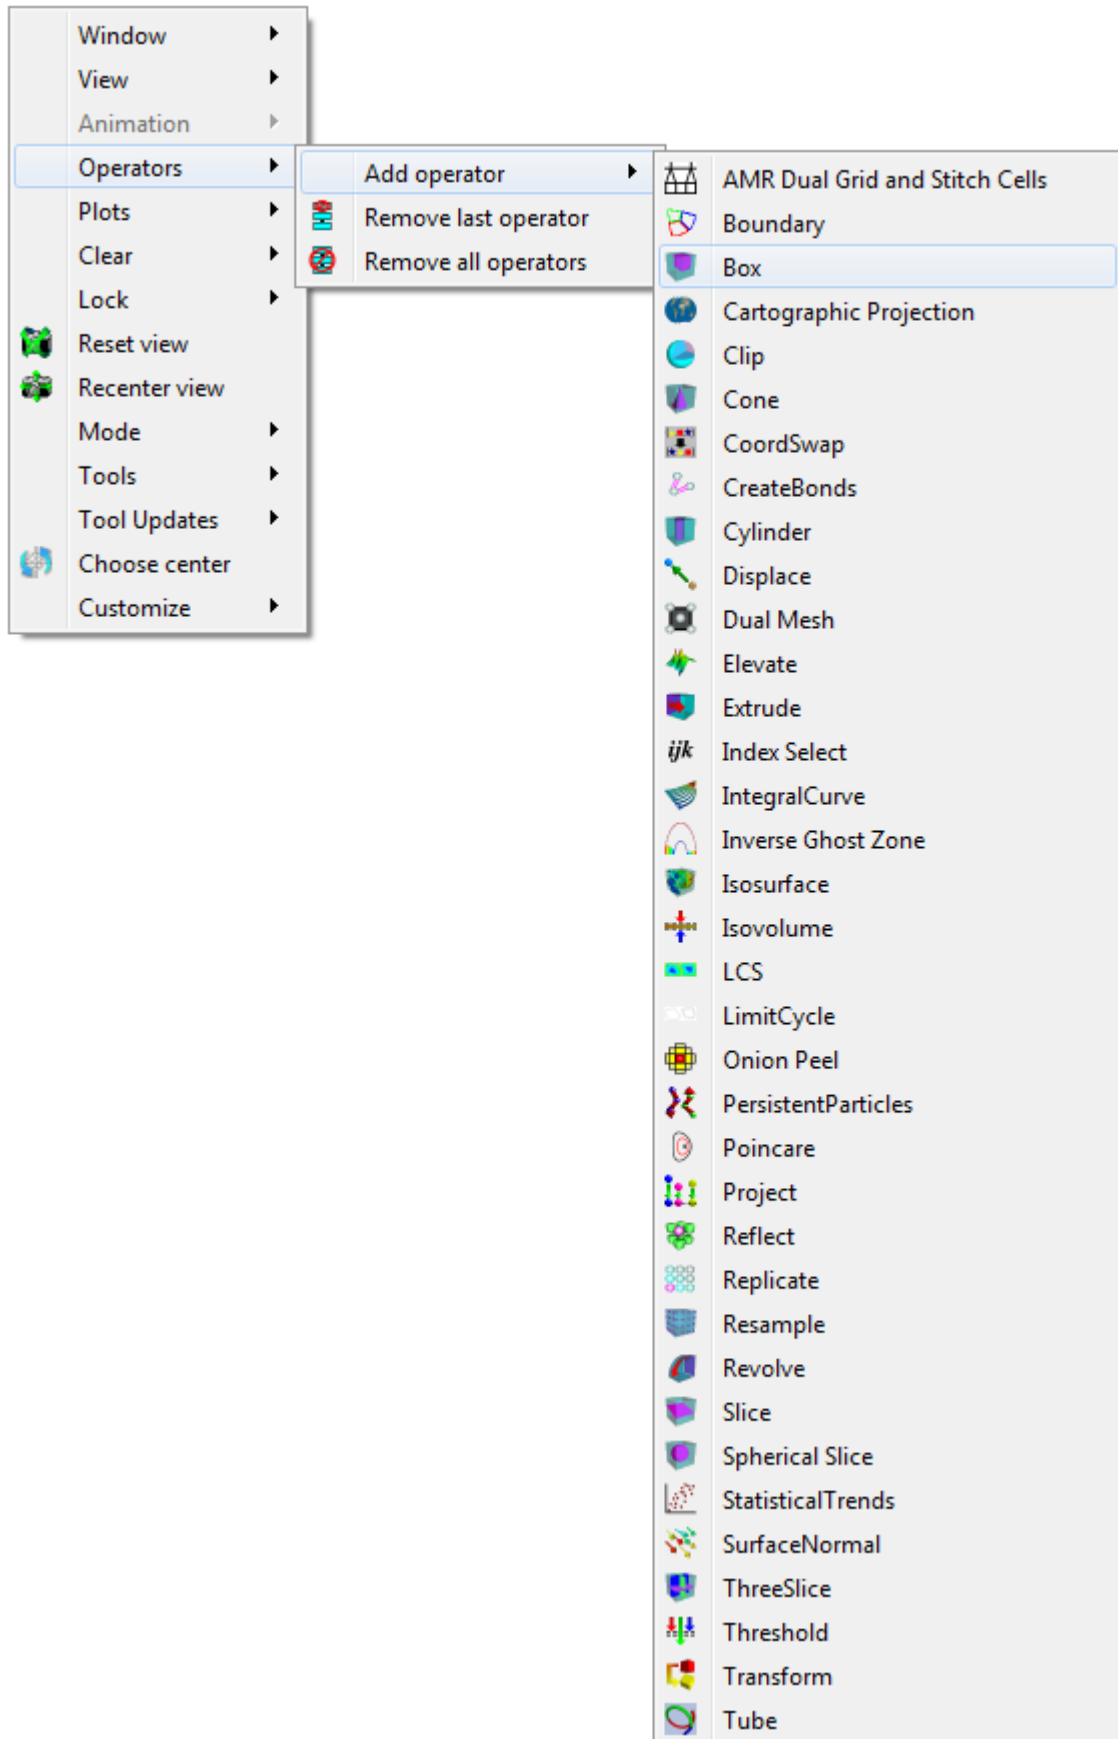 Window
View
Animation
Operators
Plots
Clear
Lock
Reset view
Recenter view
Mode
Tools
Tool Updates
Choose center
Customize
Add operator
Remove last operator
Remove all operators
AMR Dual Grid and Stitch Cells
Boundary
Box
Cartographic Projection
Clip
Cone
CoordSwap
CreateBonds
Cylinder
Displace
Dual Mesh
Elevate
Extrude
ijk Index Select
IntegralCurve
Inverse Ghost Zone
Isosurface
Isovolume
LCS
LimitCycle
Onion Peel
PersistentParticles
Poincare
Project
Reflect
Replicate
Resample
Revolve
Slice
Spherical Slice
StatisticalTrends
SurfaceNormal
ThreeSlice
Threshold
Transform
Tube